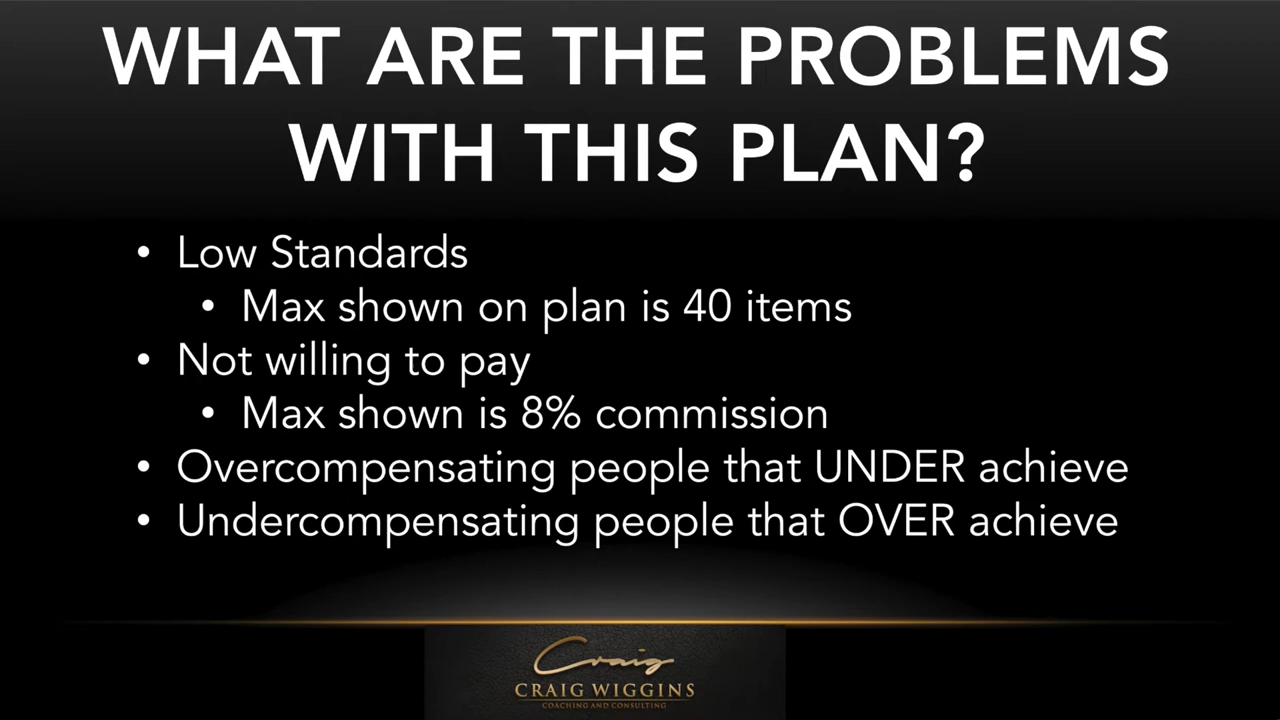 WHAT ARE THE PROBLEMS
WITH THIS PLAN?
• Low Standards
• Max shown on plan is 40 items
• Not willing to pay
• Max shown is 8% commission
• Overcompensating people that UNDER achieve
• Undercompensating people that OVER achieve
Craig
CRAIG WIGGINS
COACHING AND CONSULTING